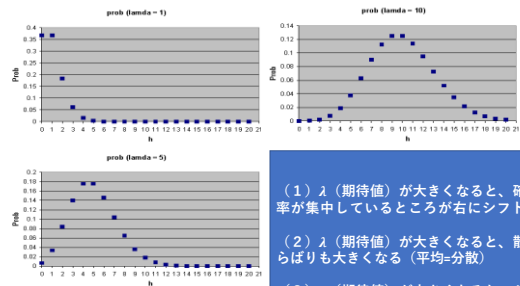 prob (lamda = 1)
0.4
0.35
0.3
0.25
0.2
0.15
0.1
0.05
0
Prob
0 1 2 3 4 5 6 7 8 9 10 11 12 13 14 15 16 17 18 19 20 21
h
prob (lamda = 10)
0.14
0.12
0.1
0.08
0.06
0.04
0.02
0
Prob
0 1 2 3 4 5 6 7 8 9 10 11 12 13 14 15 16 17 18 19 20 21
h
prob (lamda = 5)
0.2
0.18
0.16
0.14
0.12
0.1
0.08
0.06
0.04
0.02
0
Prob
0 1 2 3 4 5 6 7 8 9 10 11 12 13 14 15 16 17 18 19 20 21
h
（1）λ（期待値）が大きくなると、確
率が集中しているところが右にシフト
（2）λ（期待値）が大きくなると、散
らばりも大きくなる（平均=分散）